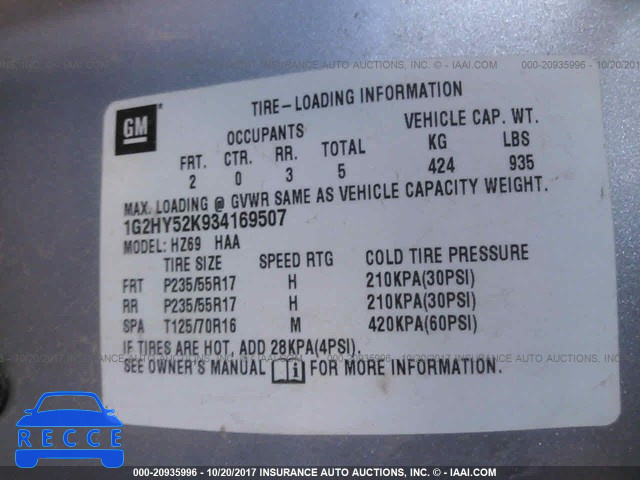 000-20935996 - 10/20/2017 INSURANCE AUTO AUCTIONS, INC. © - IAAI.COM
GM
TIRE-LOADING INFORMATION
OCCUPANTS VEHICLE CAP. WT.
FRT. CTR. RR. TOTAL KG LBS
2 0 3 5 424 935
MAX. LOADING @ GVWR SAME AS VEHICLE CAPACITY WEIGHT.
1G2HY52K934169507
MODEL: HZ69 HAA
TIRE SIZE SPEED RTG COLD TIRE PRESSURE
FRT P235/55R17 H 210KPA(30PSI)
RR P235/55R17 H 210KPA(30PSI)
SPA T125/70R16 M 420KPA(60PSI)
IF TIRES ARE HOT, ADD 28KPA(4PSI).
SEE OWNER'S MANUAL FOR MORE INFORMATION.
RECCE
000-20935996 - 10/20/2017 INSURANCE AUTO AUCTIONS, INC. © - IAAI.COM